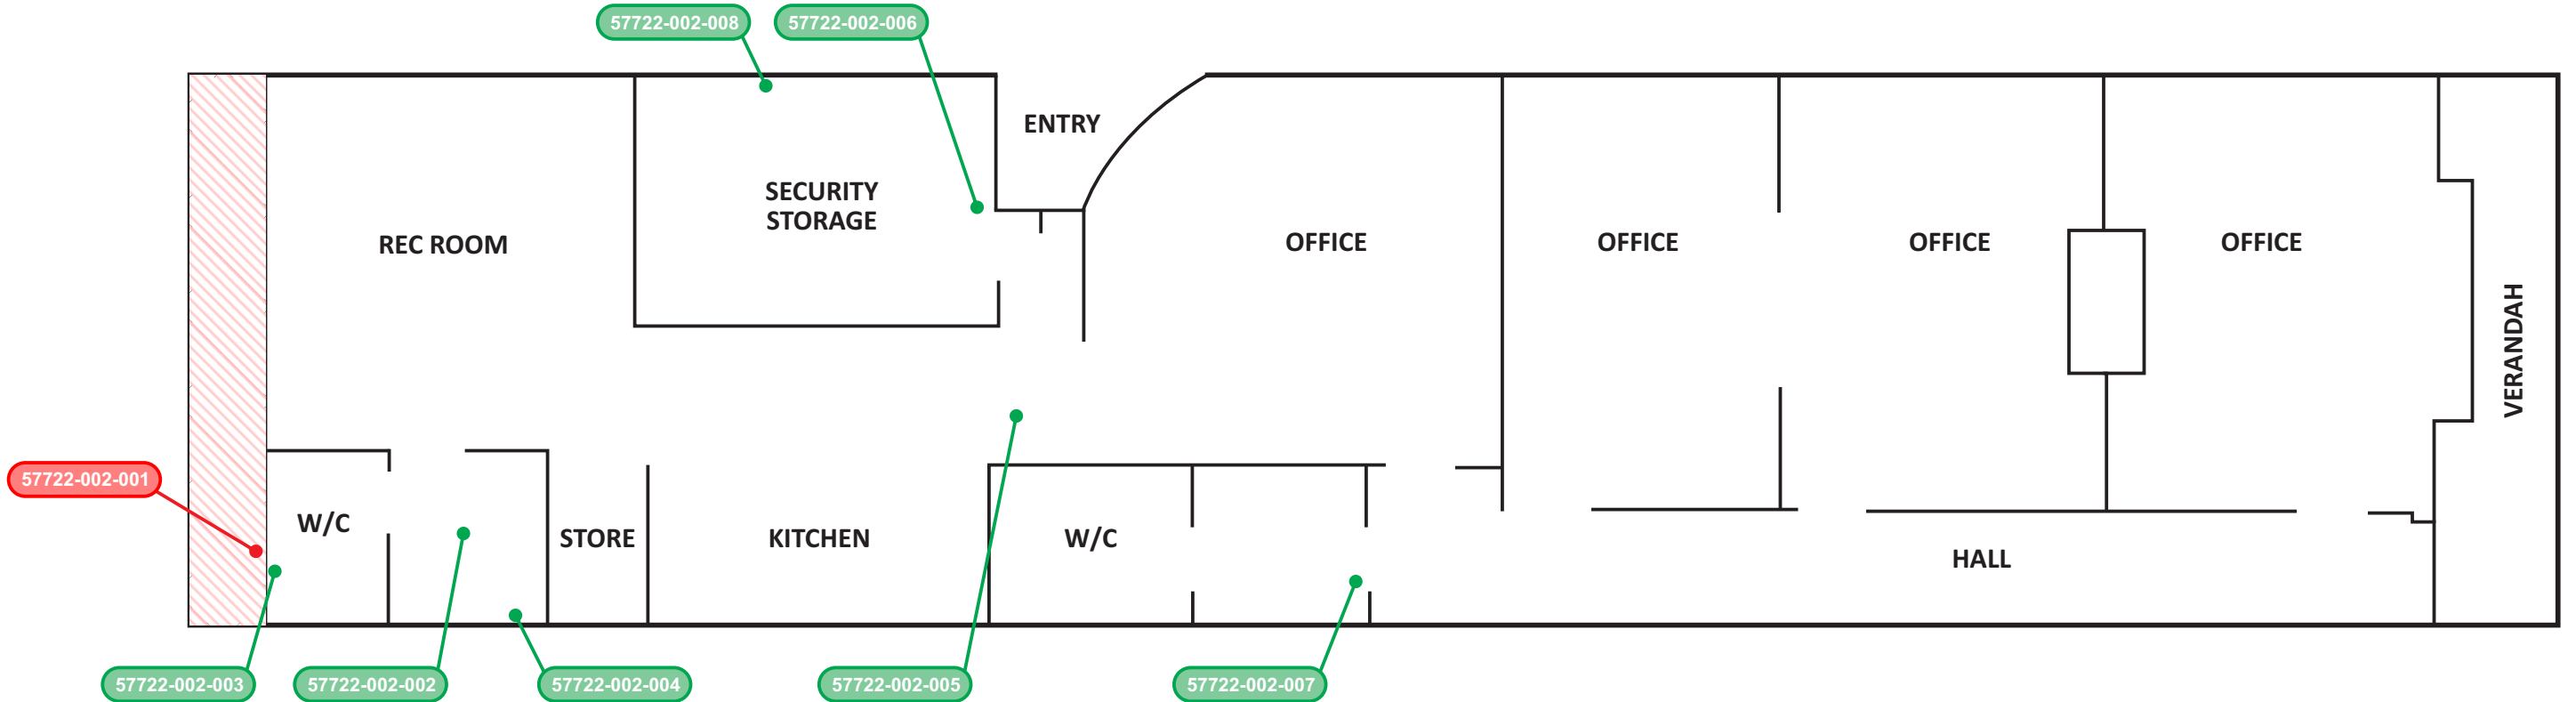 57722-002-008
57722-002-006
ENTRY
SECURITY
STORAGE
REC ROOM
OFFICE
OFFICE
OFFICE
OFFICE
VERANDAH
57722-002-001
W/C
STORE
KITCHEN
W/C
HALL
57722-002-003
57722-002-002
57722-002-004
57722-002-005
57722-002-007